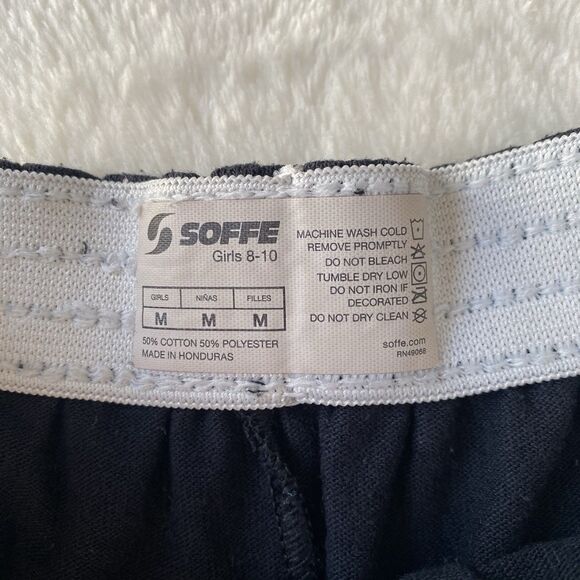 SOFFE
Girls 8-10
GIRLS NIÑAS FILLES
M M M
50% COTTON 50% POLYESTER
MADE IN HONDURAS
MACHINE WASH COLD
REMOVE PROMPTLY
DO NOT BLEACH
TUMBLE DRY LOW
DO NOT IRON IF
DECORATED
DO NOT DRY CLEAN
soffe.com
RN49068